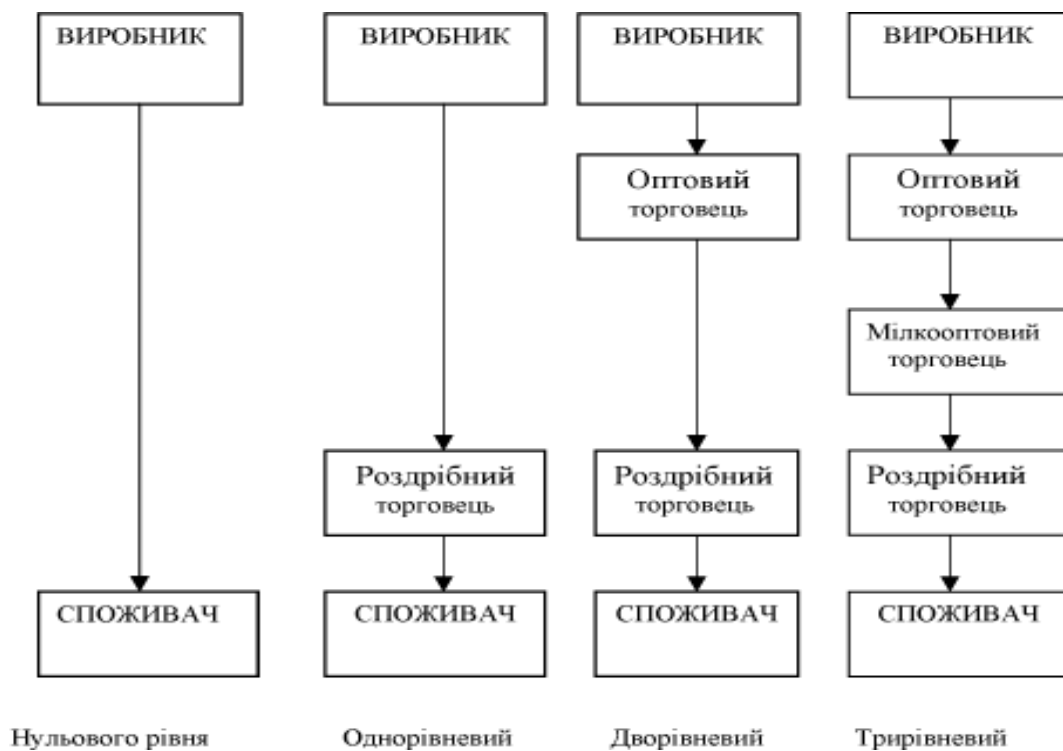 ВИРОБНИК
ВИРОБНИК
ВИРОБНИК
ВИРОБНИК
Оптовий
торговець
Оптовий
торговець
Мілкооптовий
торговець
Роздрібний
торговець
Роздрібний
торговець
Роздрібний
торговець
СПОЖИВАЧ
СПОЖИВАЧ
СПОЖИВАЧ
СПОЖИВАЧ
Нульового рівня
Однорівневий
Дворівневий
Трирівневий